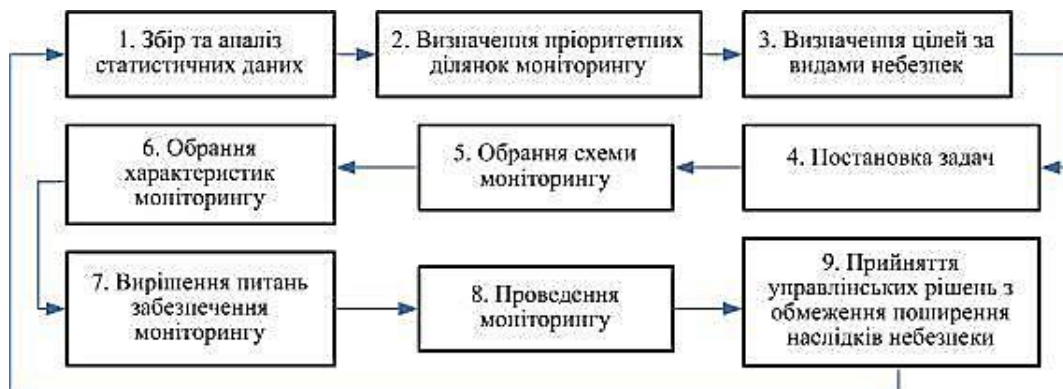 1. Збір та аналіз
статистичних даних
2. Визначення пріоритетних
ділянок моніторингу
3. Визначення цілей за
видами небезпек
6. Обрання
характеристик
моніторингу
5. Обрання схеми
моніторингу
4. Постановка задач
7. Вирішення питань
забезпечення
моніторингу
8. Проведення
моніторингу
9. Прийняття
управлінських рішень з
обмеження поширення
наслідків небезпеки